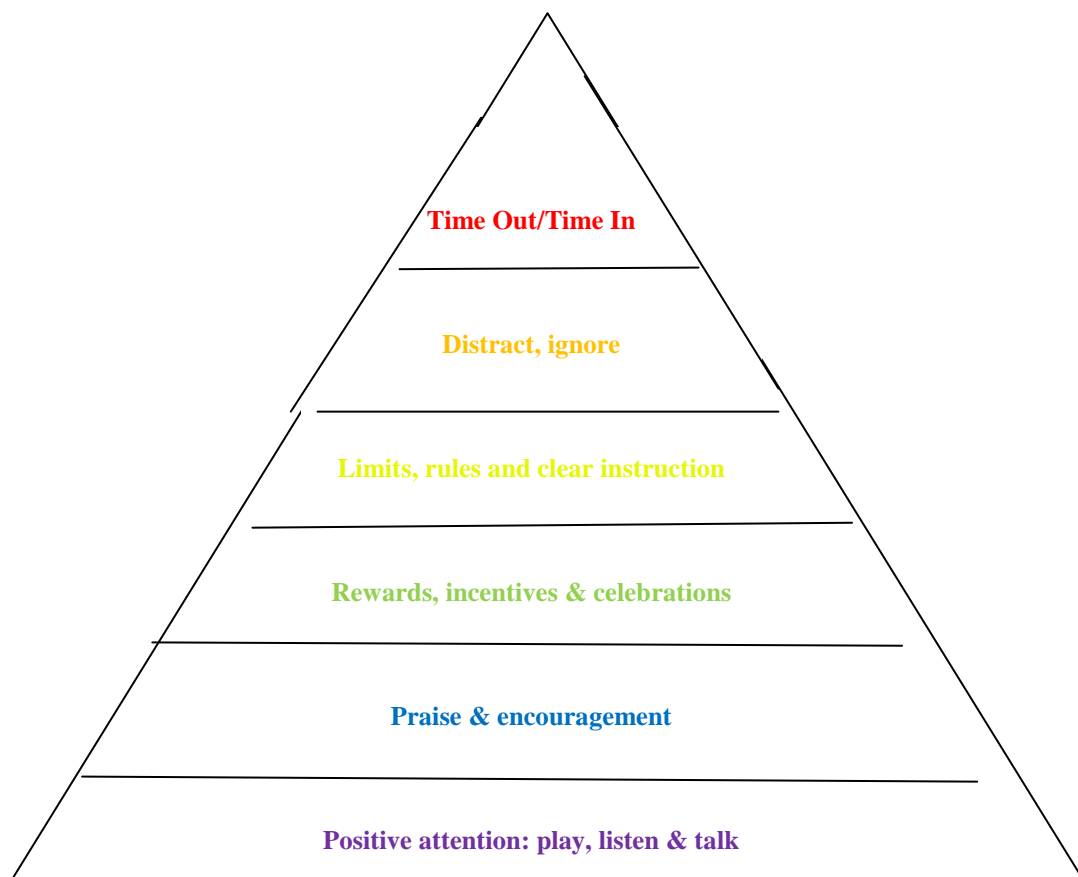 Time Out/Time In
Distract, ignore
Limits, rules and clear instruction
Rewards, incentives & celebrations
Praise & encouragement
Positive attention: play, listen & talk